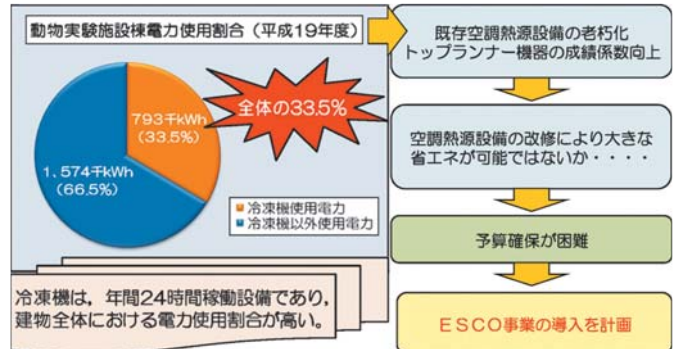 動物実験施設棟電力使用割合（平成19年度）
793千kWh
(33.5%)
全体の33.5%
1,574千kWh
(66.5%)
冷凍機使用電力
冷凍機以外使用電力
冷凍機は，年間24時間稼働設備であり，
建物全体における電力使用割合が高い。
既存空調熱源設備の老朽化
トップランナー機器の成績係数向上
空調熱源設備の改修により大きな
省エネが可能ではないか・・・・
予算確保が困難
ＥＳＣＯ事業の導入を計画